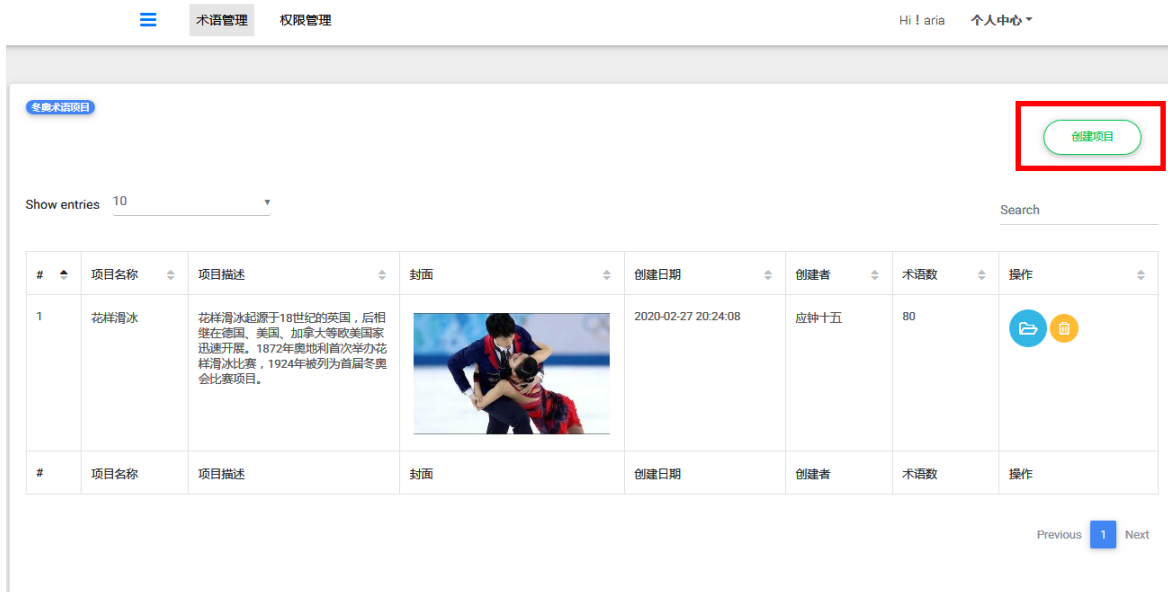 术语管理 权限管理 Hi！aria 个人中心
冬奥术语项目
创建项目
Show entries 10
Search
# 项目名称 项目描述 封面 创建日期 创建者 术语数 操作
1 花样滑冰 花样滑冰起源于18世纪的英国，后相 2020-02-27 20:24:08 应钟十五 80
继在德国、美国、加拿大等欧美国家
迅速开展。1872年奥地利首次举办花
样滑冰比赛，1924年被列为首届冬奥
会比赛项目。
# 项目名称 项目描述 封面 创建日期 创建者 术语数 操作
Previous 1 Next